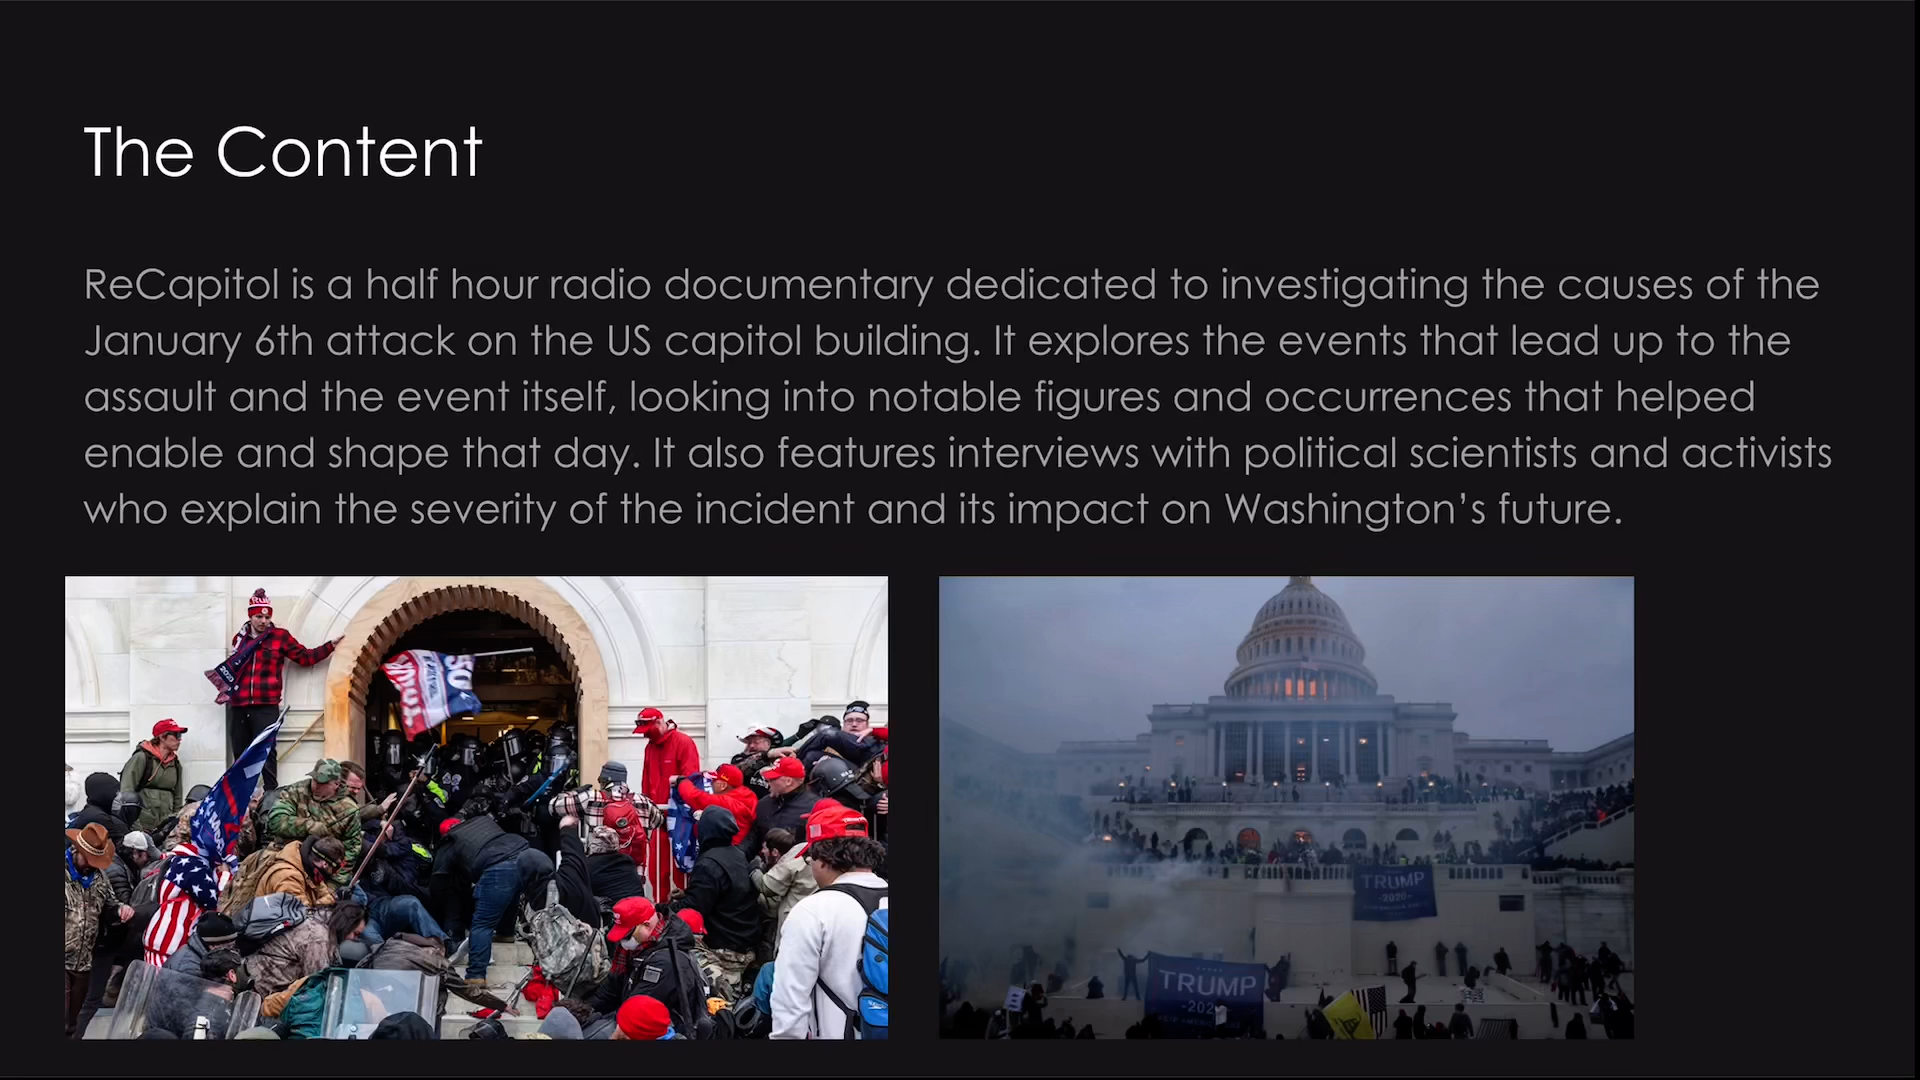 The Content
ReCapitol is a half hour radio documentary dedicated to investigating the causes of the
January 6th attack on the US capitol building. It explores the events that lead up to the
assault and the event itself, looking into notable figures and occurrences that helped
enable and shape that day. It also features interviews with political scientists and activists
who explain the severity of the incident and its impact on Washington’s future.
TRUMP
-2020-
TRUMP